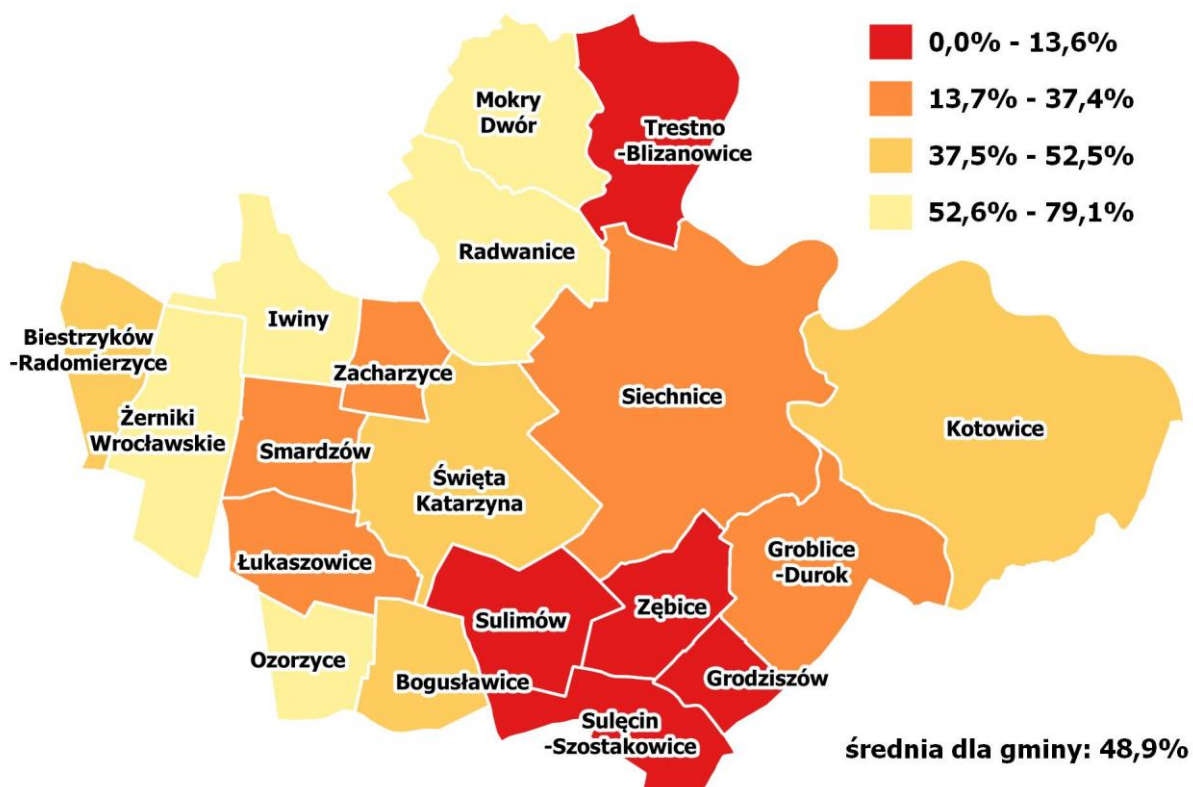 0,0% - 13,6%
13,7% - 37,4%
37,5% - 52,5%
52,6% - 79,1%
Mokry
Dwór
Trestno
-Blizanowice
Radwanice
Iwiny
Biestrzyków
-Radomierzyce
Zacharzyce
Siechnice
Żerniki
Wrocławskie
Kotowice
Smardzów
Święta
Katarzyna
Łukaszowice
Groblice
-Durok
Sulimów
Zębice
Ozorzyce
Bogusławice
Grodziszów
Sulęcin
-Szostakowice
średnia dla gminy: 48,9%